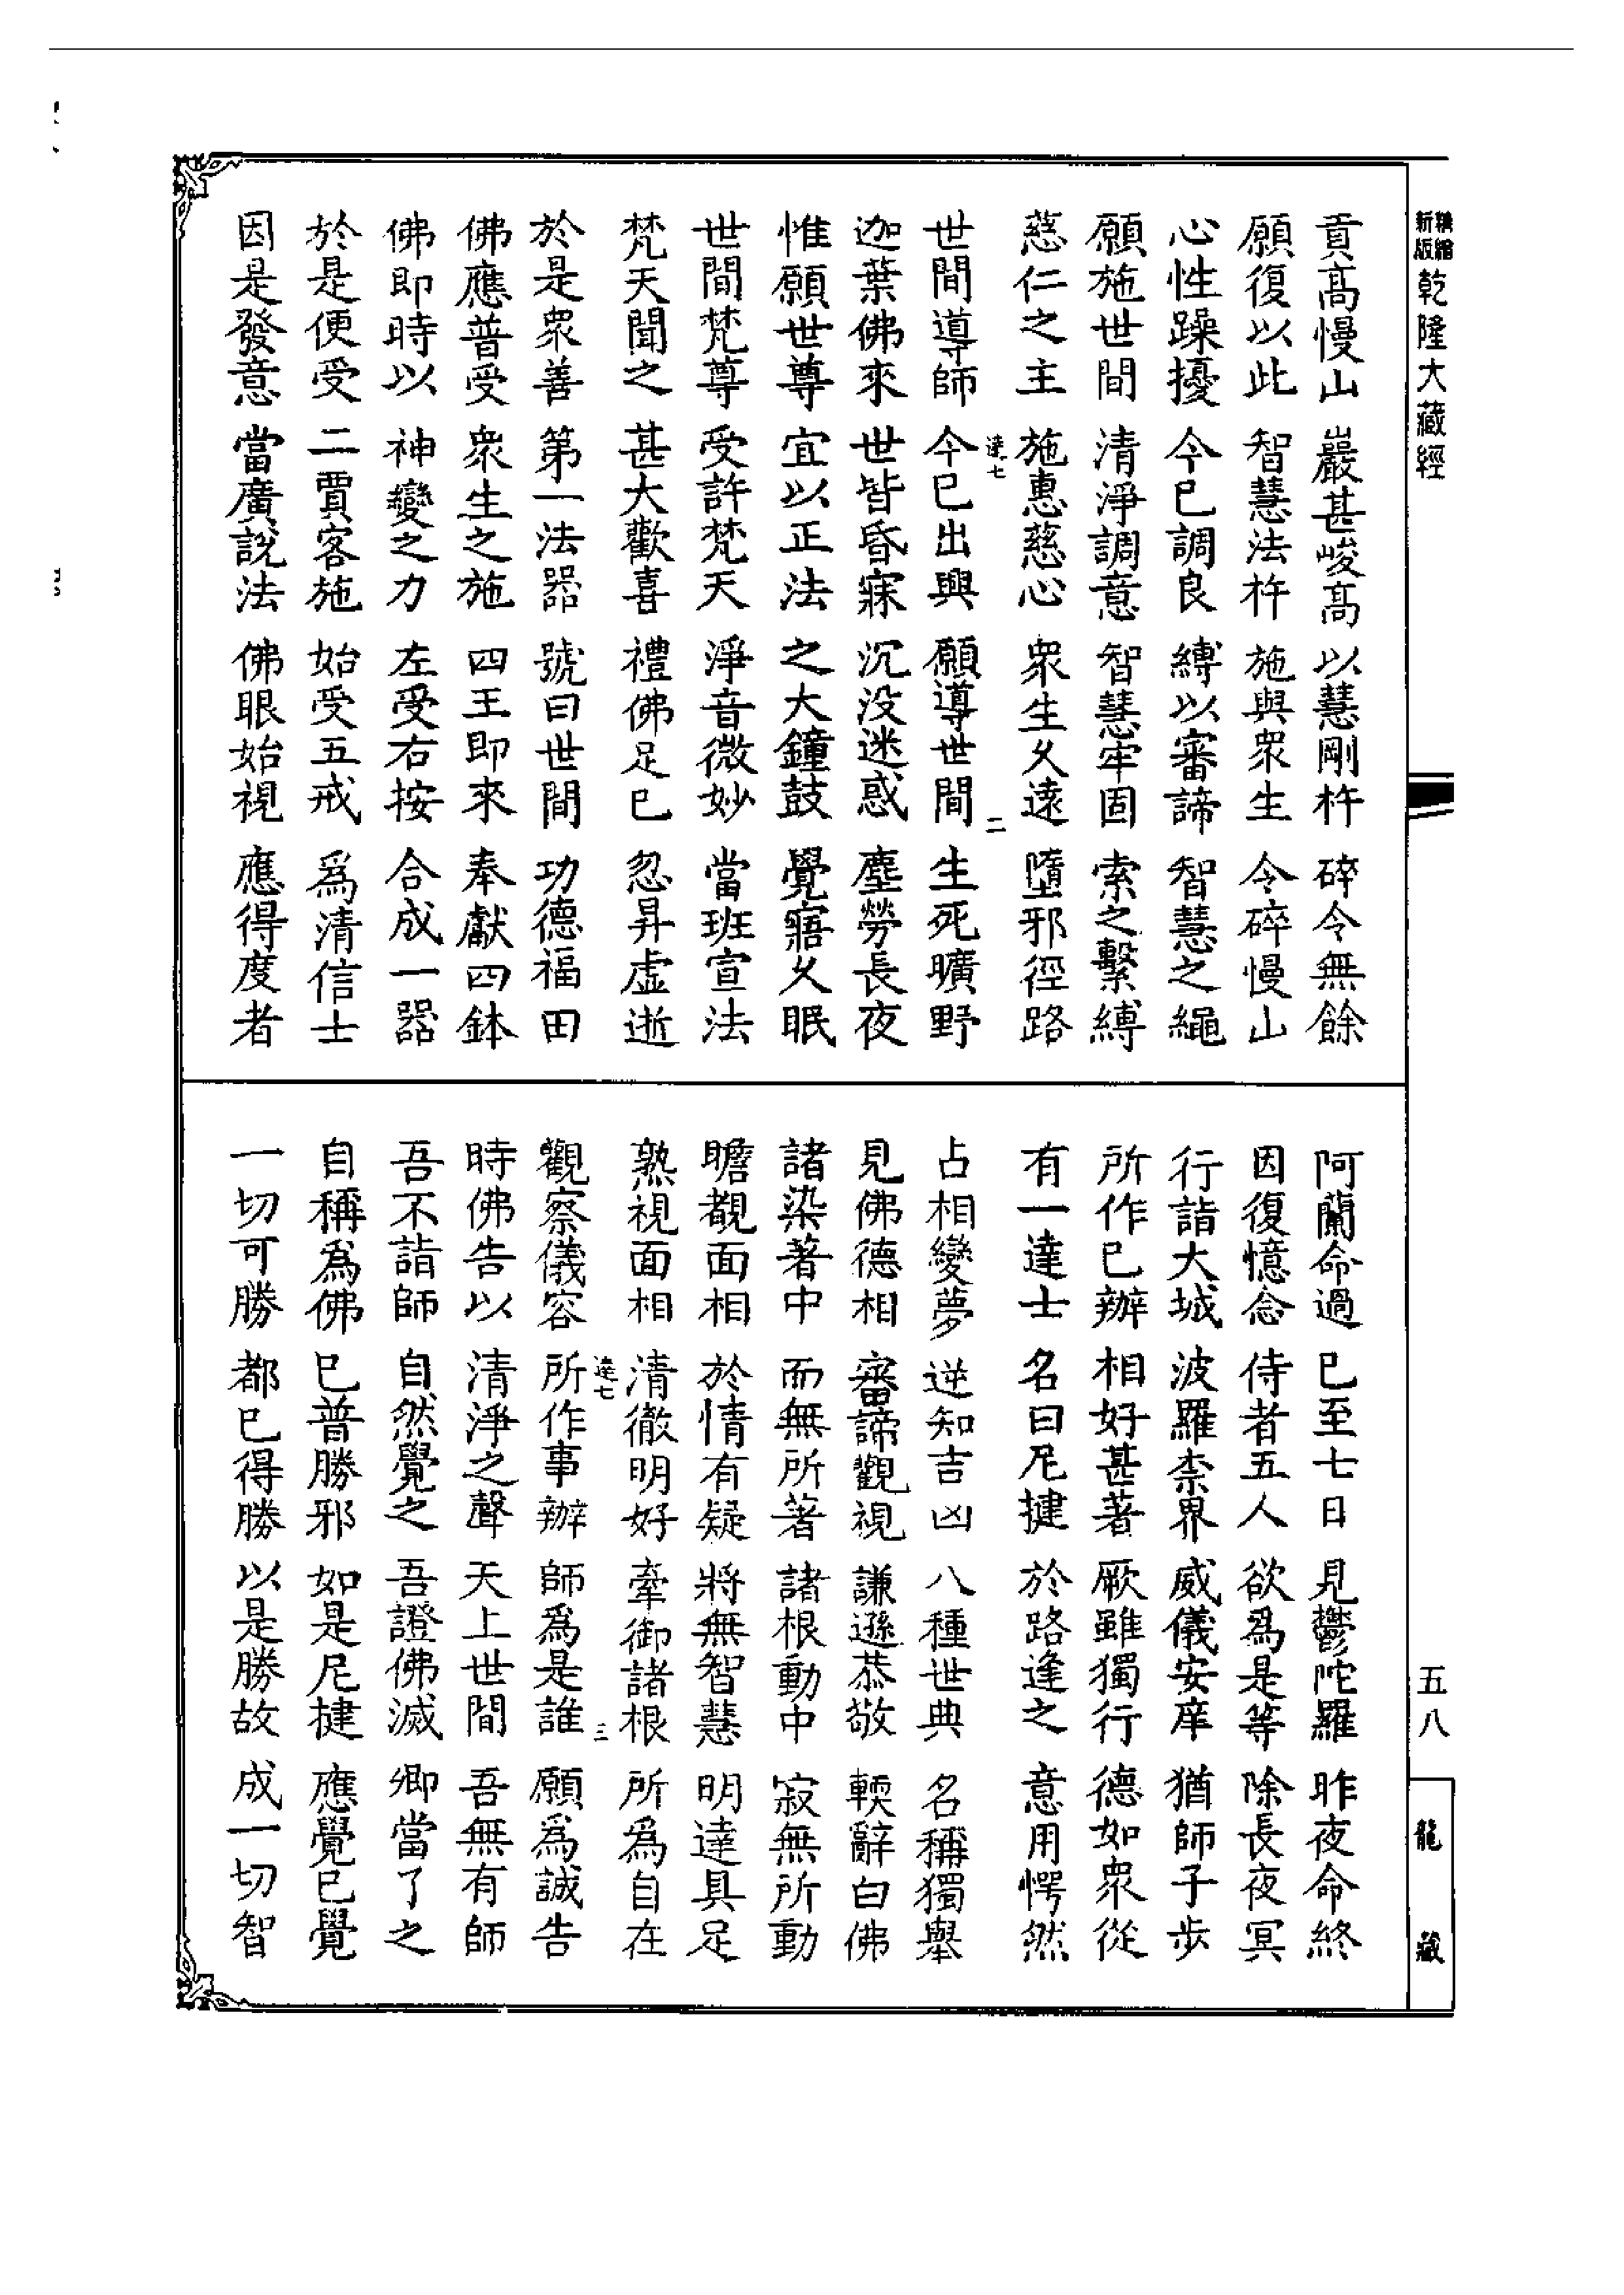 新版精縮乾隆大藏經
貢高慢山 巖甚峻高 以慧剛杵 碎令無餘
願復以此 智慧法杵 施與衆生 令碎慢山
心性躁擾 今已調良 縛以審諦 智慧之繩
願施世間 清淨調意 智慧牢固 索之繫縛
慈仁之主 施惠慈心 衆生久遠 墮邪徑路
達七 二
世間導師 今已出興 願導世間 生死曠野
迦葉佛來 世皆昏寐 沉没迷惑 塵勞長夜
惟願世尊 宜以正法 之大鐘鼓 覺寤久眠
世間梵尊 受許梵天 淨音微妙 當班宣法
梵天聞之 甚大歡喜 禮佛足已 忽昇虛逝
於是衆善 第一法器 號曰世間 功德福田
佛應普受 衆生之施 四王即來 奉獻四鉢
佛即時以 神變之力 左受右按 合成一器
於是便受 二賈客施 始受五戒 爲清信士
因是發意 當廣說法 佛眼始視 應得度者
阿蘭命過 已至七日 見鬱陀羅 昨夜命終
因復憶念 侍者五人 欲爲是等 除長夜冥
行詣大城 波羅柰界 威儀安庠 猶師子步
所作已辦 相好甚著 厥雖獨行 德如衆從
有一達士 名曰尼揵 於路逢之 意用愕然
占相變夢 逆知吉凶 八種世典 名稱獨舉
見佛德相 審諦觀視 謙遜恭敬 輭辭白佛
諸染著中 而無所著 諸根動中 寂無所動
瞻覩面相 於情有疑 將無智慧 明達具足
熟視面相 清徹明好 牽御諸根 所爲自在
達七 三
觀察儀容 所作事辦 師爲是誰 願爲誠告
時佛告以 清淨之聲 天上世間 吾無有師
吾不詣師 自然覺之 吾證佛滅 卿當了之
自稱爲佛 已普勝邪 如是尼揵 應覺已覺
一切可勝 都已得勝 以是勝故 成一切智
五八
龍藏